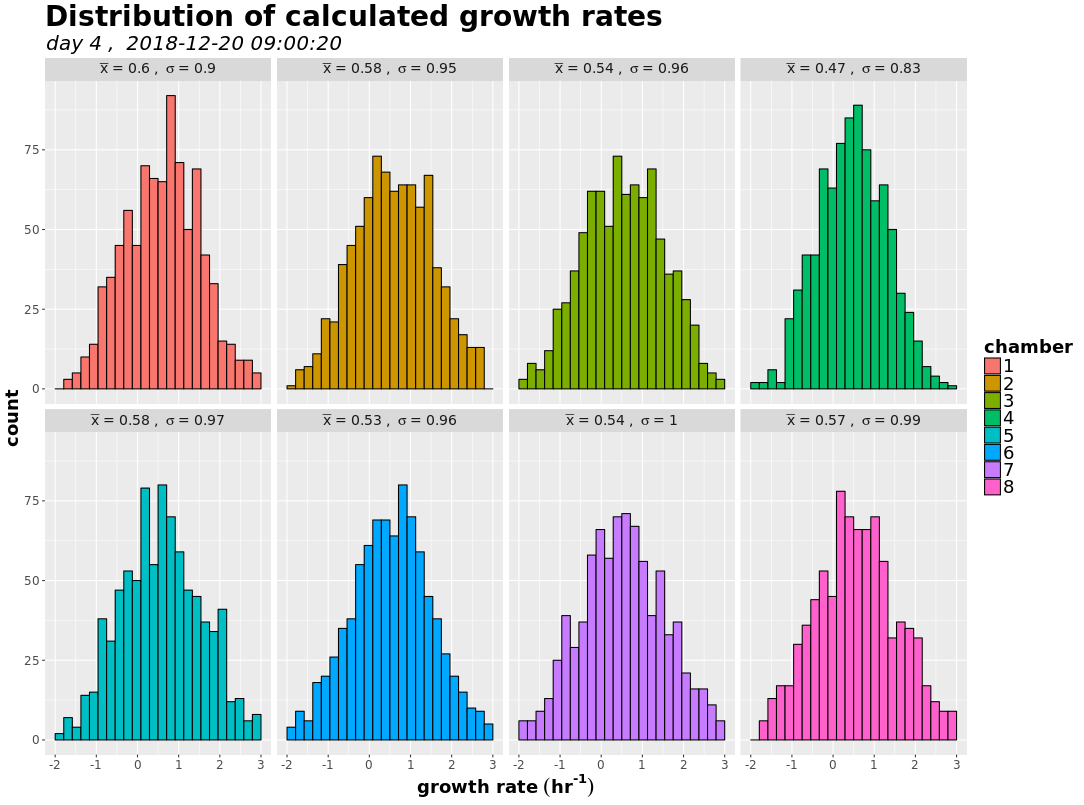 Distribution of calculated growth rates
day 4 ,  2018-12-20 09:00:20
x̅ = 0.6 ,  σ = 0.9
x̅ = 0.58 ,  σ = 0.95
x̅ = 0.54 ,  σ = 0.96
x̅ = 0.47 ,  σ = 0.83
75
50
25
0
x̅ = 0.58 ,  σ = 0.97
x̅ = 0.53 ,  σ = 0.96
x̅ = 0.54 ,  σ = 1
x̅ = 0.57 ,  σ = 0.99
75
50
25
0
-2 -1 0 1 2 3
-2 -1 0 1 2 3
-2 -1 0 1 2 3
-2 -1 0 1 2 3
count
growth rate (hr⁻¹)
chamber
1
2
3
4
5
6
7
8